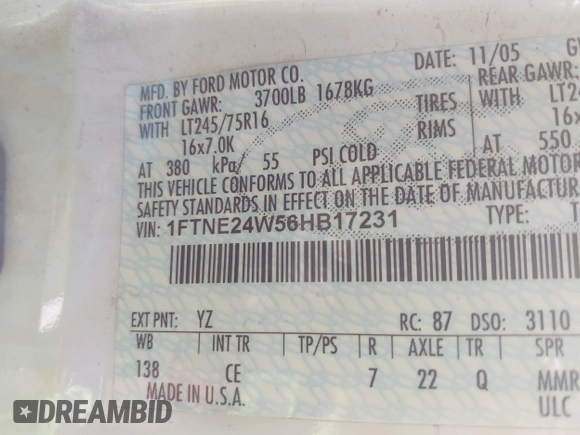 MFD. BY FORD MOTOR CO.
DATE: 11/05
FRONT GAWR: 3700LB 1678KG
REAR GAWR:
WITH LT245/75R16 TIRES
WITH
16x7.0K RIMS
AT 380 kPa/ 55 PSI COLD
AT 550
THIS VEHICLE CONFORMS TO ALL APPLICABLE FEDERAL MOTOR
SAFETY STANDARDS IN EFFECT ON THE DATE OF MANUFACTUR
VIN: 1FTNE24W56HB17231
TYPE: T
EXT PNT: YZ RC: 87 DSO: 3110
WB INT TR TP/PS R AXLE TR SPR
138 CE 7 22 Q MMR
MADE IN U.S.A. ULC
DREAMBID